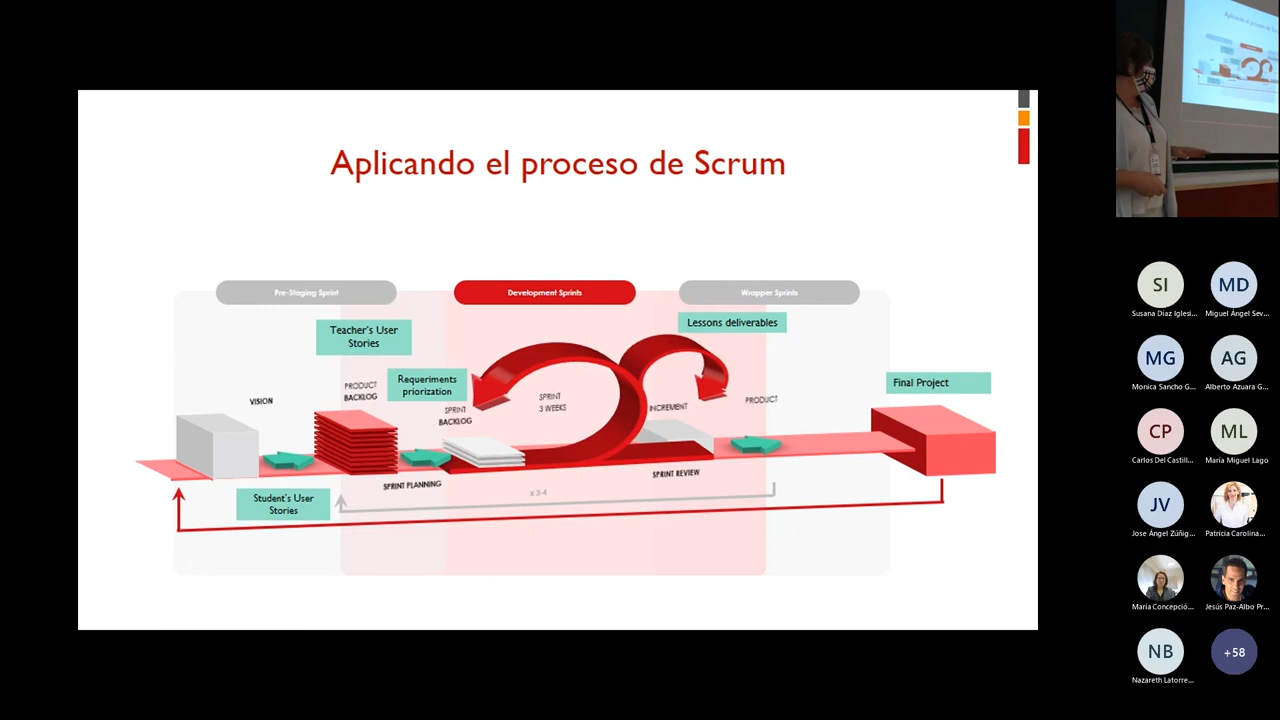 Aplicando el proceso de Scrum
Pre-Staging Sprint
Development Sprints
Wrapper Sprints
Teacher's User
Stories
Lessons deliverables
Requeriments
priorization
Final Project
VISION
PRODUCT
BACKLOG
SPRINT
BACKLOG
SPRINT
3 WEEKS
INCREMENT
PRODUCT
SPRINT PLANNING
SPRINT REVIEW
Student's User
Stories
x 3-4
Aplicando el proceso de
SI
Susana Díaz Iglesi...
MD
Miguel Ángel Sev...
MG
Monica Sancho G...
AG
Alberto Azuara G...
CP
Carlos Del Castill...
ML
María Miguel Lago
JV
Jose Ángel Zúñig...
Patricia Carolina...
María Concepció...
Jesús Paz-Albo Pr...
NB
Nazareth Latorre...
+58